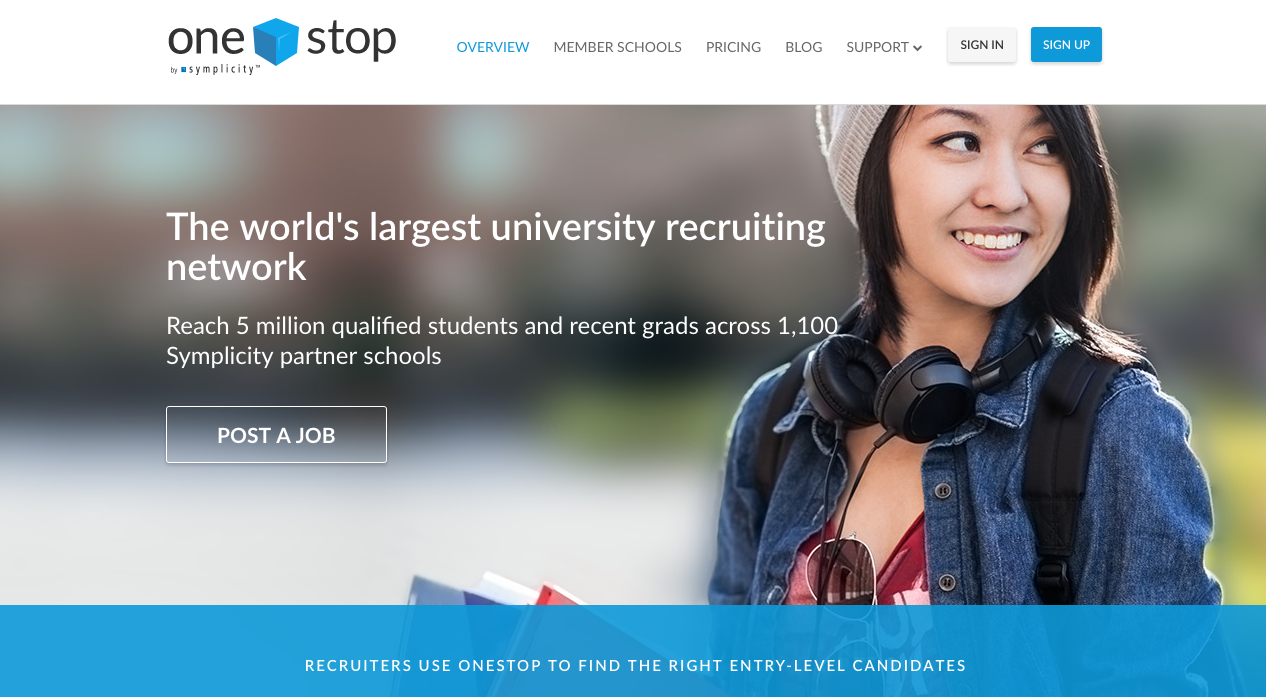 one stop
by symplicity™
OVERVIEW MEMBER SCHOOLS PRICING BLOG SUPPORT
SIGN IN
SIGN UP
The world's largest university recruiting
network
Reach 5 million qualified students and recent grads across 1,100
Symplicity partner schools
POST A JOB
RECRUITERS USE ONESTOP TO FIND THE RIGHT ENTRY-LEVEL CANDIDATES